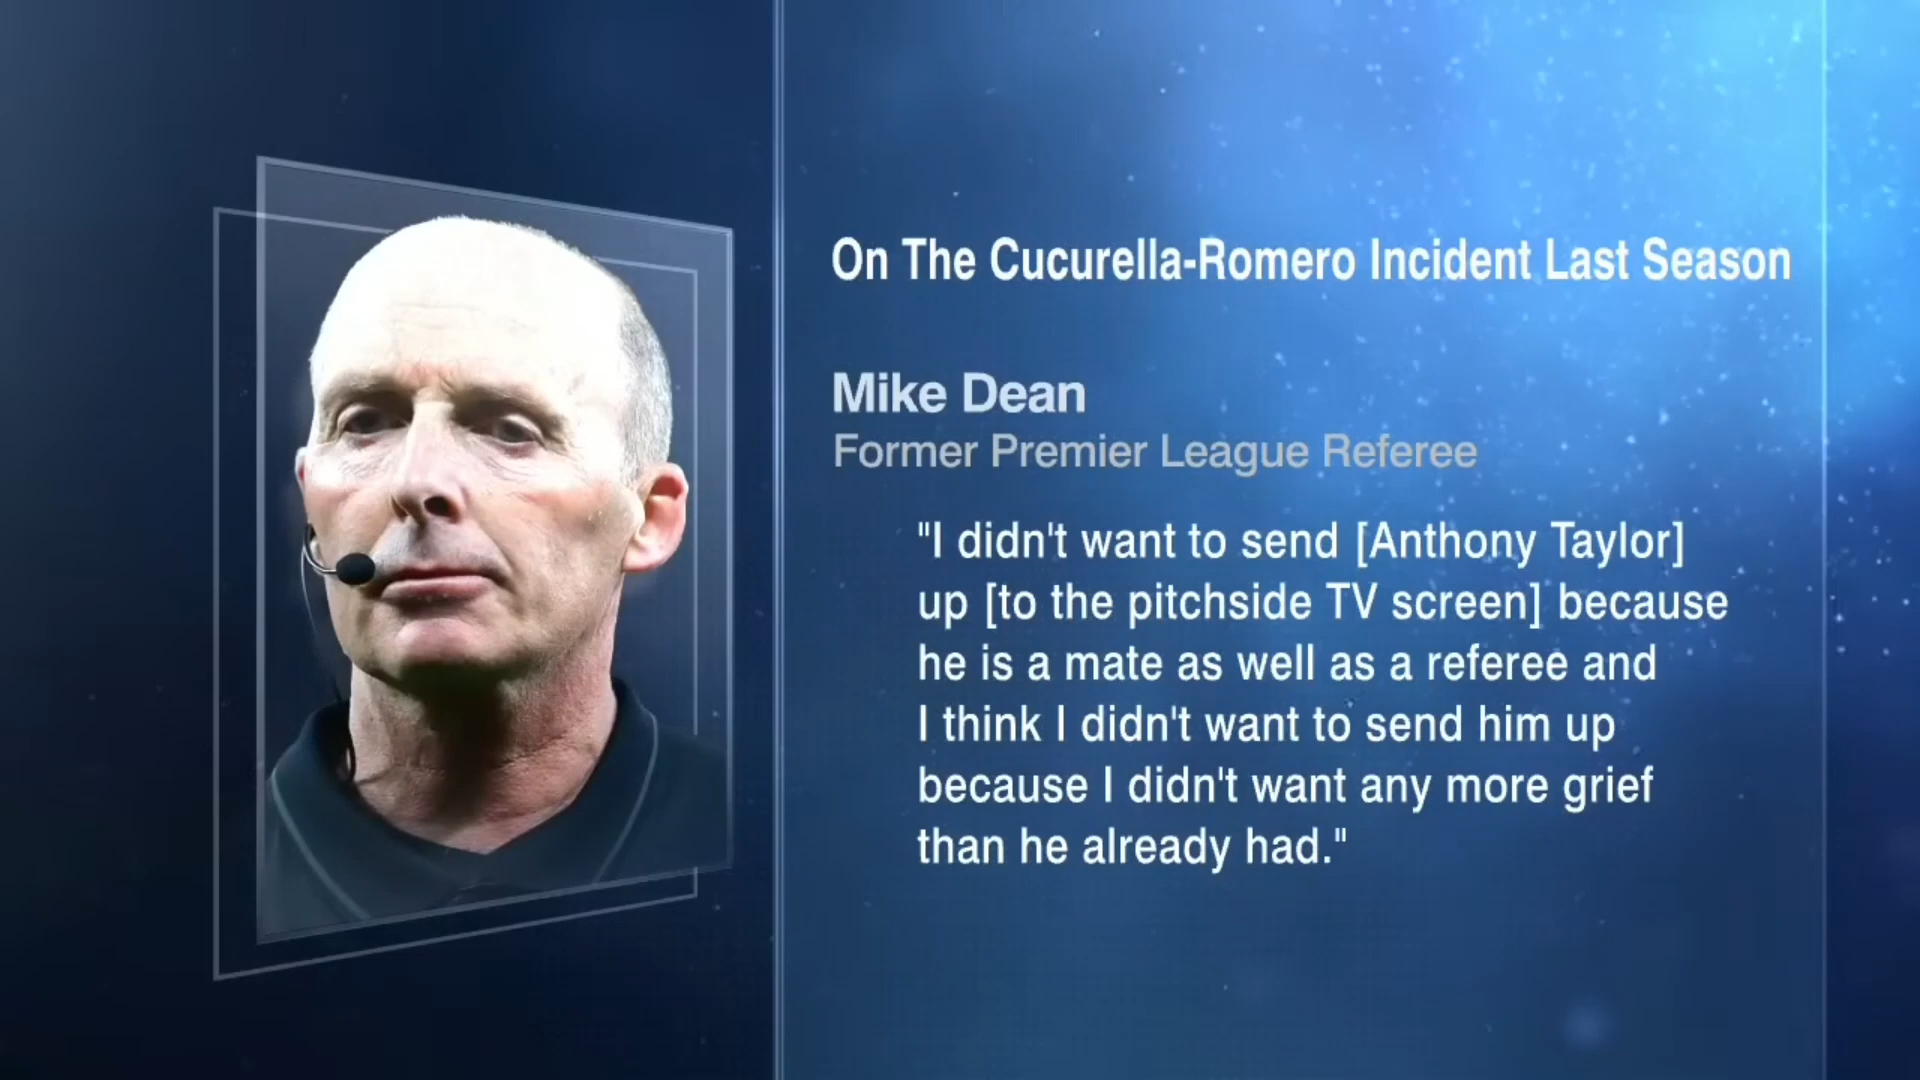 On The Cucurella-Romero Incident Last Season
Mike Dean
Former Premier League Referee
"I didn't want to send [Anthony Taylor]
up [to the pitchside TV screen] because
he is a mate as well as a referee and
I think I didn't want to send him up
because I didn't want any more grief
than he already had."